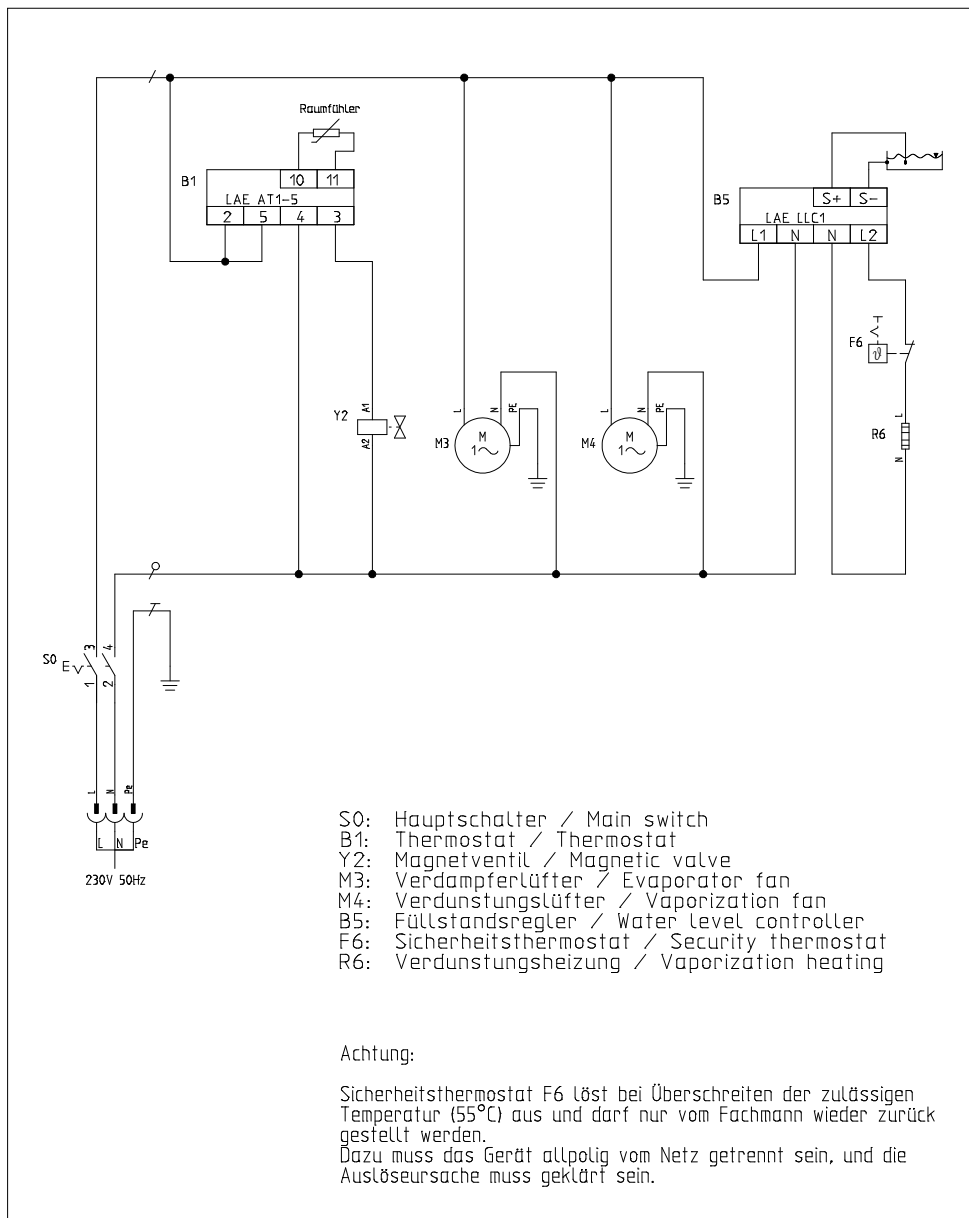 Raumfühler
B1
10 11
LAE AT1-5
2 5 4 3
B5
S+ S-
LAE LLC1
L1 N N L2
F6
ϑ
Y2
A1
A2
L N PE
M3
M
1~
L N PE
M4
M
1~
L
R6
N
S0
3 4
1 2
L N Pe
L N Pe
230V 50Hz
S0: Hauptschalter / Main switch
B1: Thermostat / Thermostat
Y2: Magnetventil / Magnetic valve
M3: Verdampferlüfter / Evaporator fan
M4: Verdunstungslüfter / Vaporization fan
B5: Füllstandsregler / Water level controller
F6: Sicherheitsthermostat / Security thermostat
R6: Verdunstungsheizung / Vaporization heating
Achtung:
Sicherheitsthermostat F6 löst bei Überschreiten der zulässigen
Temperatur (55°C) aus und darf nur vom Fachmann wieder zurück
gestellt werden.
Dazu muss das Gerät allpolig vom Netz getrennt sein, und die
Auslöseursache muss geklärt sein.